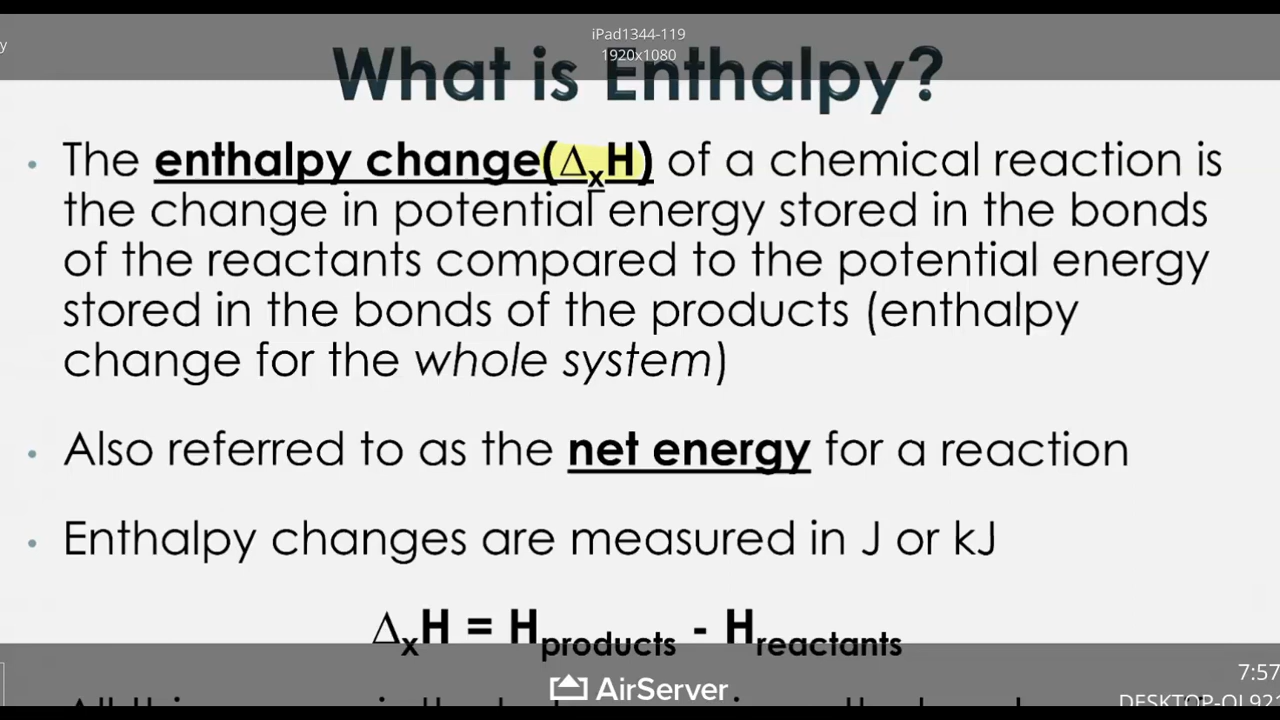 y
iPad1344-119
1920x1080
What is Enthalpy?
• The enthalpy change(ΔxH) of a chemical reaction is
the change in potential energy stored in the bonds
of the reactants compared to the potential energy
stored in the bonds of the products (enthalpy
change for the whole system)
• Also referred to as the net energy for a reaction
• Enthalpy changes are measured in J or kJ
ΔxH = Hproducts - Hreactants
AirServer
7:57